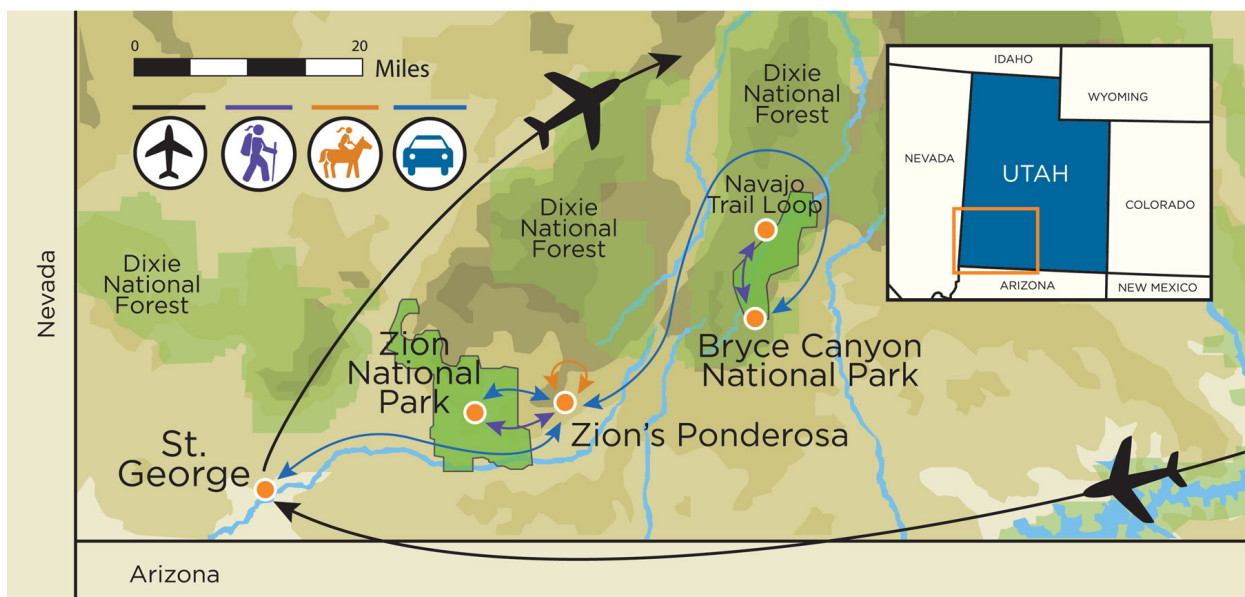 0
20
Miles
Dixie
National
Forest
IDAHO
WYOMING
NEVADA
UTAH
COLORADO
ARIZONA
NEW MEXICO
Navajo
Trail Loop
Dixie
National
Forest
Dixie
National
Forest
Nevada
Zion
National
Park
Bryce Canyon
National Park
Zion's Ponderosa
St.
George
Arizona